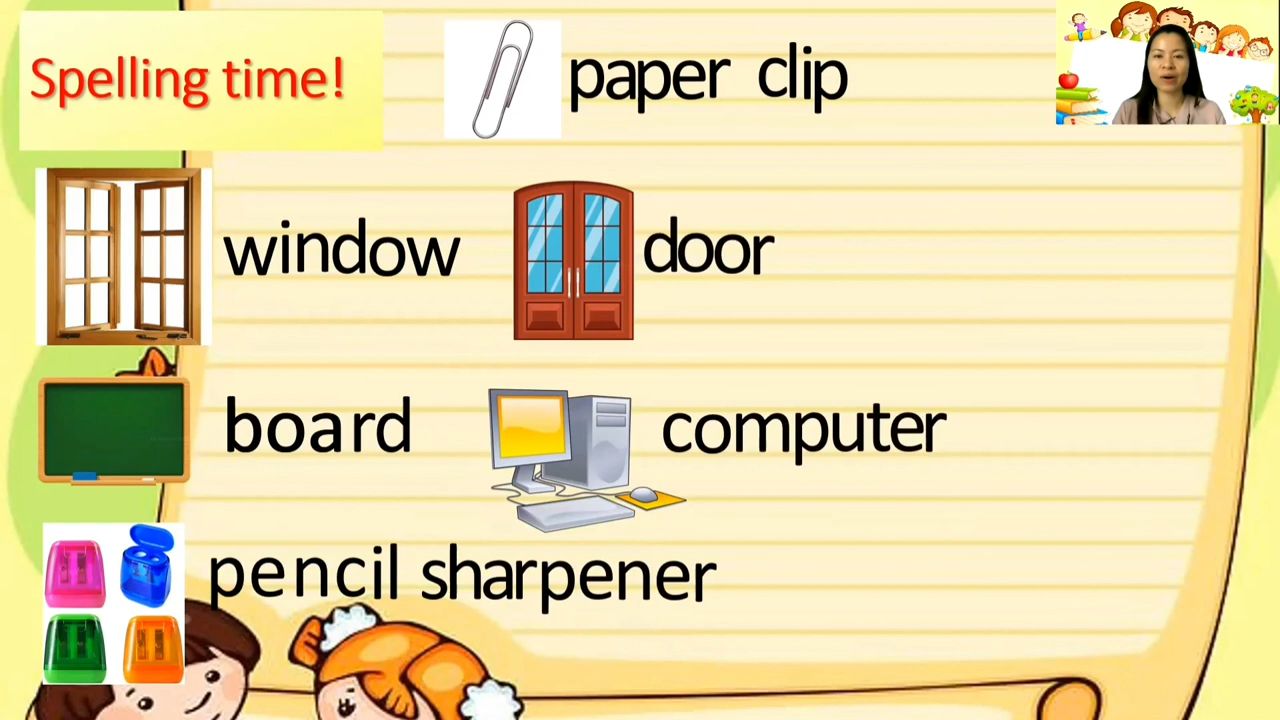 Spelling time!
paper clip
window
door
board
computer
pencil sharpener